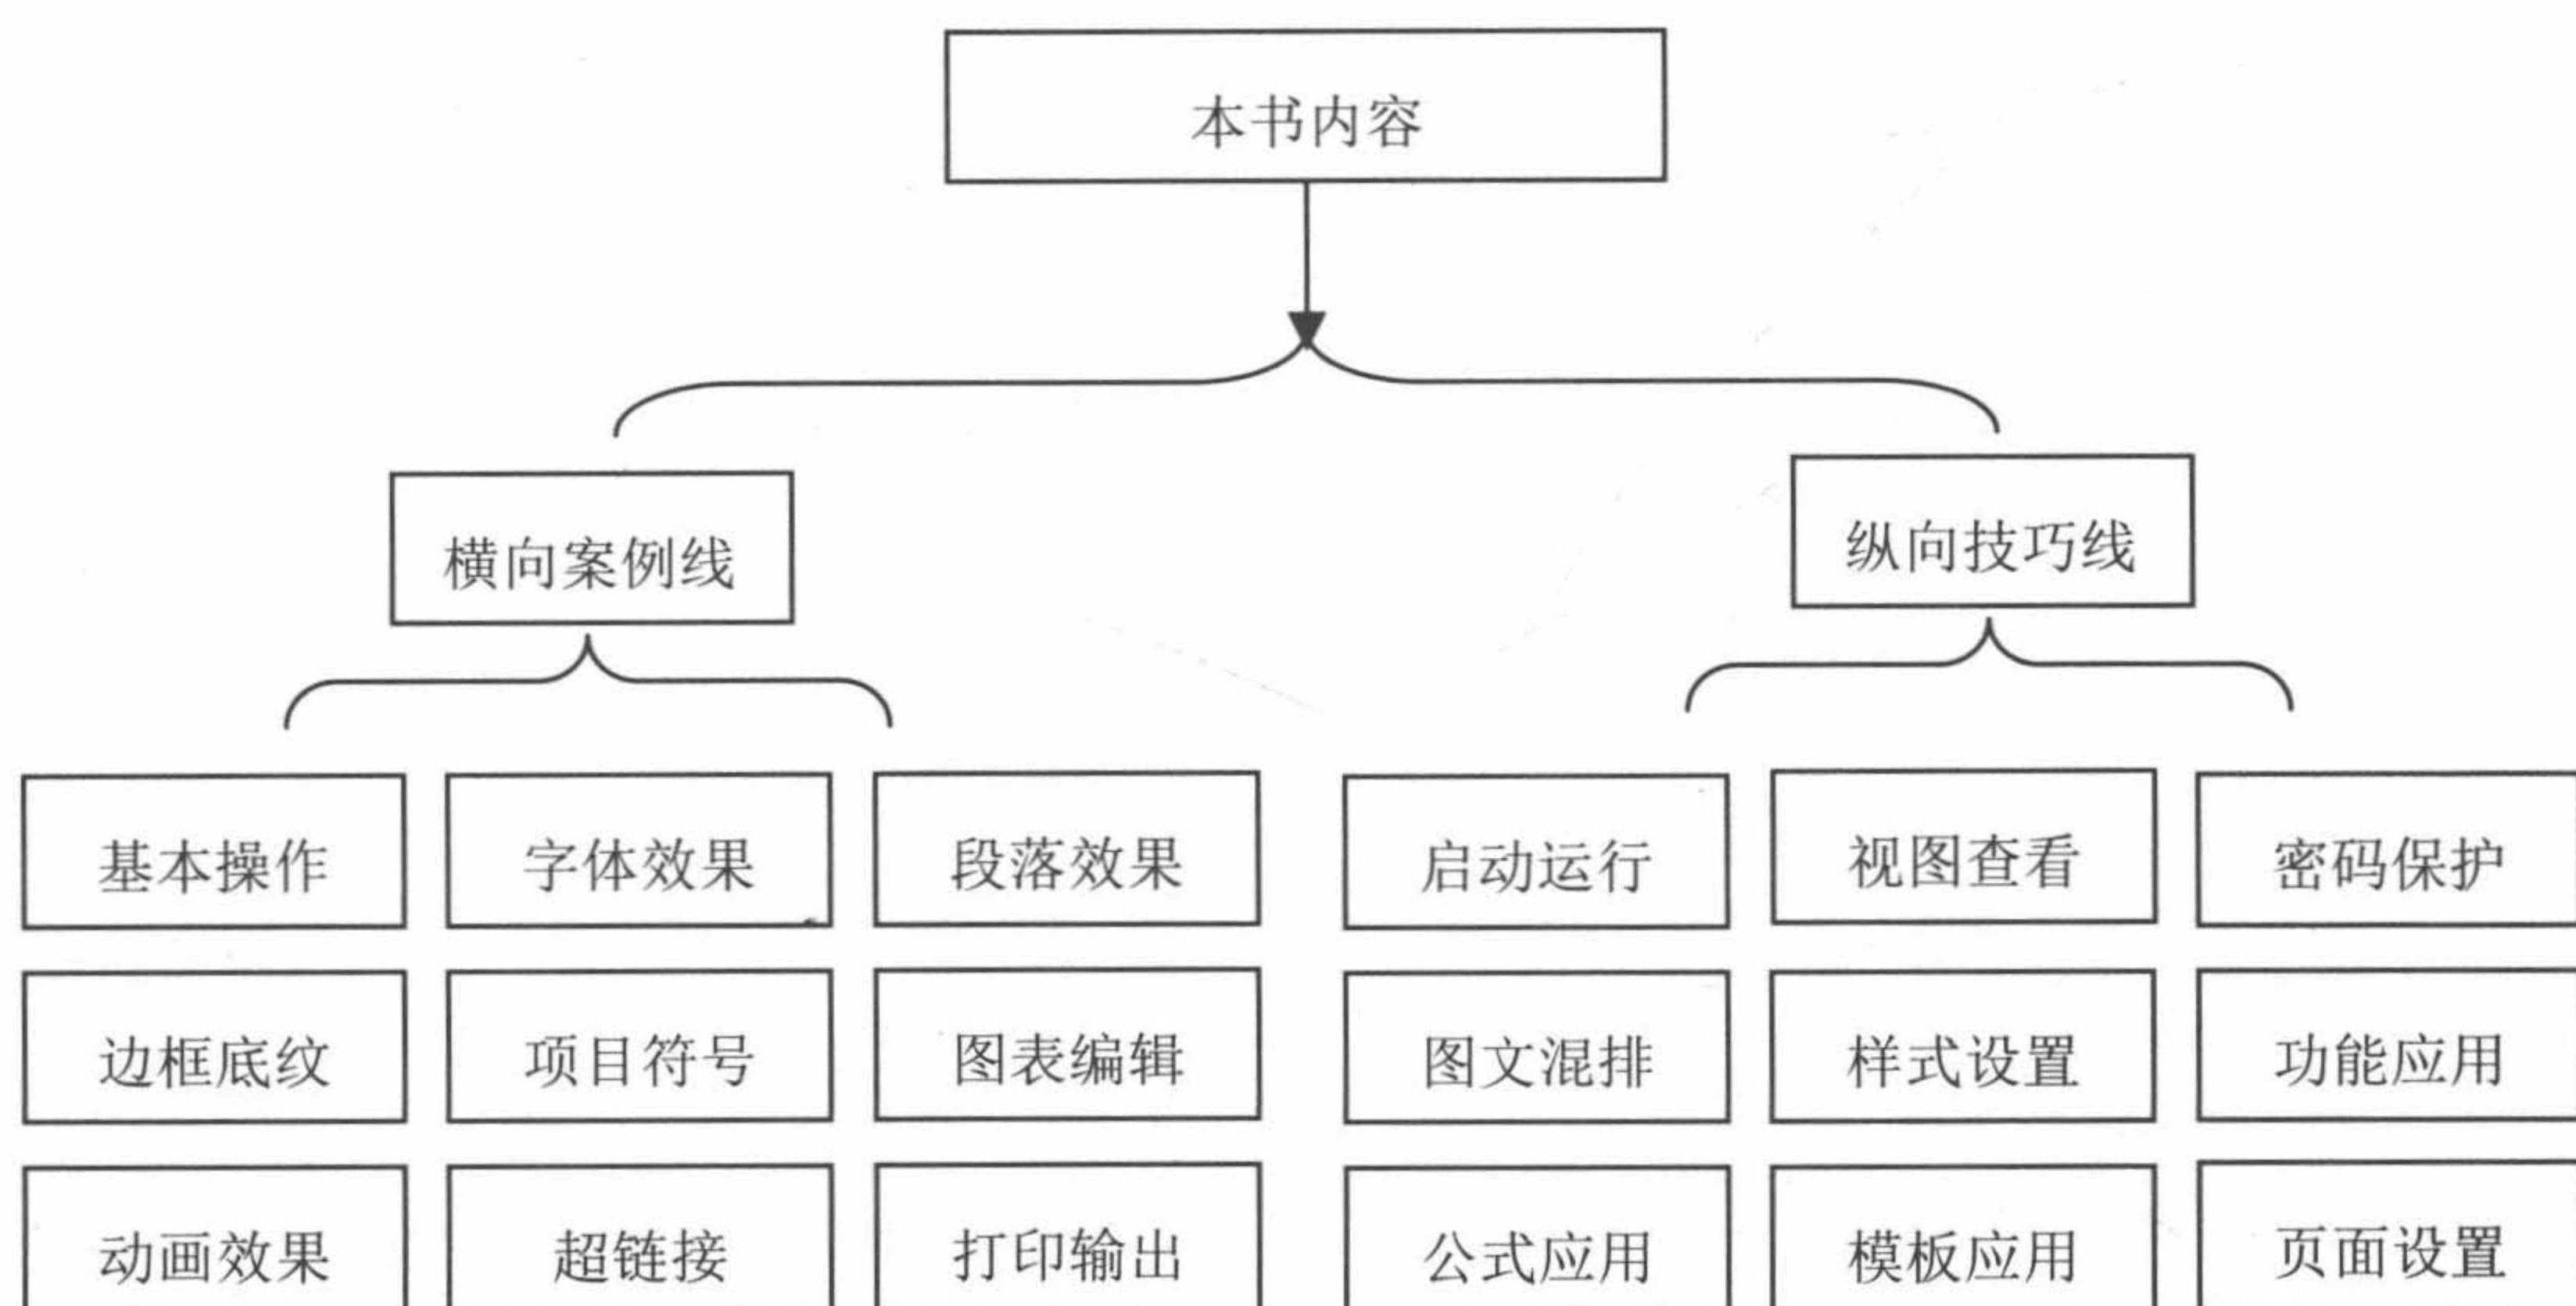 本书内容
横向案例线
纵向技巧线
基本操作 字体效果 段落效果 启动运行 视图查看 密码保护
边框底纹 项目符号 图表编辑 图文混排 样式设置 功能应用
动画效果 超链接 打印输出 公式应用 模板应用 页面设置